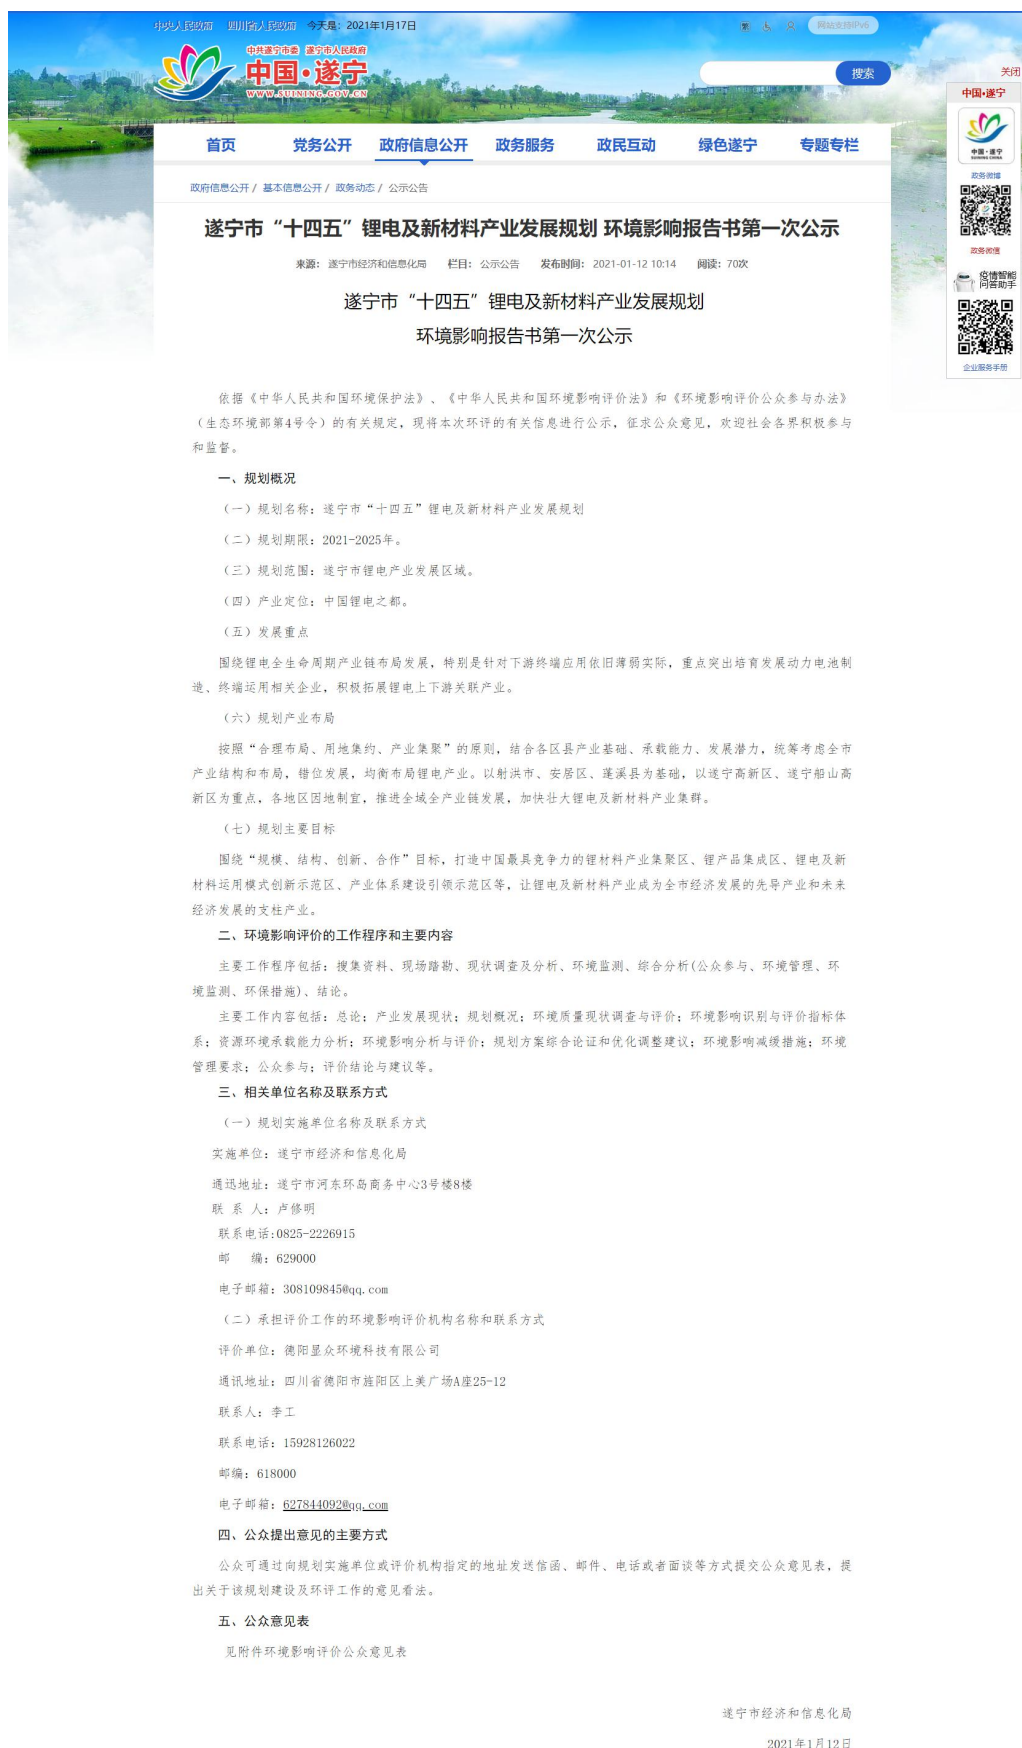 中央人民政府 四川省人民政府 今天是：2021年1月17日
繁
网站支持IPv6
中共遂宁市委 遂宁市人民政府
中国·遂宁
WWW.SUINING.GOV.CN
搜索
首页 党务公开 政府信息公开 政务服务 政民互动 绿色遂宁 专题专栏
政府信息公开 / 基本信息公开 / 政务动态 / 公示公告
遂宁市“十四五”锂电及新材料产业发展规划 环境影响报告书第一次公示
来源： 遂宁市经济和信息化局 栏目： 公示公告 发布时间： 2021-01-12 10:14 阅读： 70次
遂宁市“十四五”锂电及新材料产业发展规划
环境影响报告书第一次公示
依据《中华人民共和国环境保护法》、《中华人民共和国环境影响评价法》和《环境影响评价公众参与办法》
（生态环境部第4号令）的有关规定，现将本次环评的有关信息进行公示，征求公众意见，欢迎社会各界积极参与
和监督。
一、规划概况
（一）规划名称：遂宁市“十四五”锂电及新材料产业发展规划
（二）规划期限：2021-2025年。
（三）规划范围：遂宁市锂电产业发展区域。
（四）产业定位：中国锂电之都。
（五）发展重点
围绕锂电全生命周期产业链布局发展，特别是针对下游终端应用依旧薄弱实际，重点突出培育发展动力电池制
造、终端运用相关企业，积极拓展锂电上下游关联产业。
（六）规划产业布局
按照“合理布局、用地集约、产业集聚”的原则，结合各区县产业基础、承载能力、发展潜力，统筹考虑全市
产业结构和布局，错位发展，均衡布局锂电产业。以射洪市、安居区、蓬溪县为基础，以遂宁高新区、遂宁船山高
新区为重点，各地区因地制宜，推进全域全产业链发展，加快壮大锂电及新材料产业集群。
（七）规划主要目标
围绕“规模、结构、创新、合作”目标，打造中国最具竞争力的锂材料产业集聚区、锂产品集成区、锂电及新
材料运用模式创新示范区、产业体系建设引领示范区等，让锂电及新材料产业成为全市经济发展的先导产业和未来
经济发展的支柱产业。
二、环境影响评价的工作程序和主要内容
主要工作程序包括：搜集资料、现场踏勘、现状调查及分析、环境监测、综合分析(公众参与、环境管理、环
境监测、环保措施)、结论。
主要工作内容包括：总论；产业发展现状；规划概况；环境质量现状调查与评价；环境影响识别与评价指标体
系；资源环境承载能力分析；环境影响分析与评价；规划方案综合论证和优化调整建议；环境影响减缓措施；环境
管理要求；公众参与；评价结论与建议等。
三、相关单位名称及联系方式
（一）规划实施单位名称及联系方式
实施单位：遂宁市经济和信息化局
通迅地址：遂宁市河东环岛商务中心3号楼8楼
联 系 人：卢修明
联系电话:0825-2226915
邮 编：629000
电子邮箱：308109845@qq.com
（二）承担评价工作的环境影响评价机构名称和联系方式
评价单位：德阳显众环境科技有限公司
通讯地址：四川省德阳市旌阳区上美广场A座25-12
联系人：李工
联系电话：15928126022
邮编：618000
电子邮箱：627844092@qq.com
四、公众提出意见的主要方式
公众可通过向规划实施单位或评价机构指定的地址发送信函、邮件、电话或者面谈等方式提交公众意见表，提
出关于该规划建设及环评工作的意见看法。
五、公众意见表
见附件环境影响评价公众意见表
遂宁市经济和信息化局
2021年1月12日
关闭
中国·遂宁
中国·遂宁
SUINING CHINA
政务微博
政务微信
疫情智能
问答助手
企业服务手册